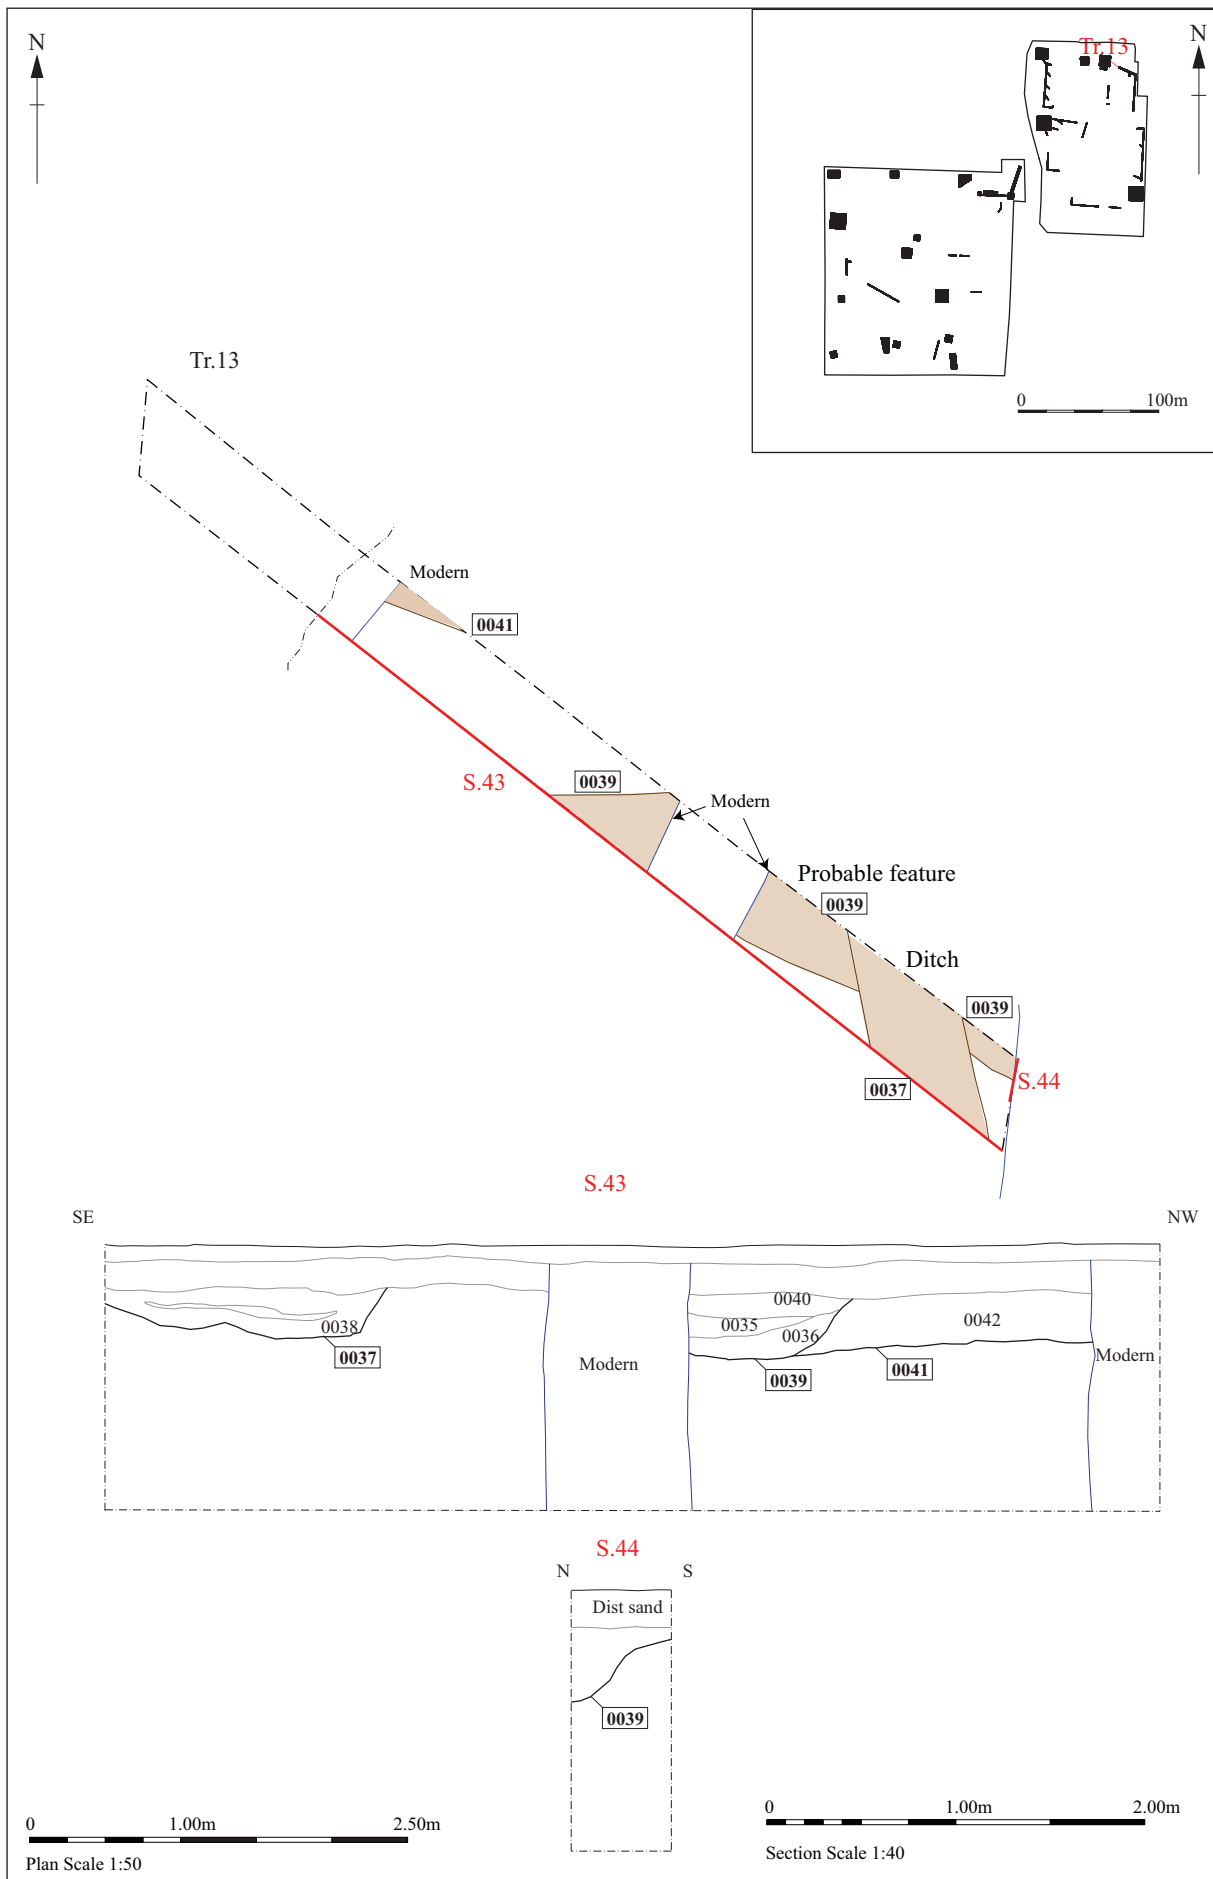 N
Tr.13
N
0 100m
Tr.13
Modern
0041
S.43
0039
Modern
Probable feature
0039
Ditch
0039
S.44
0037
S.43
SE NW
0040
0035
0042
0038
0036
0037
Modern
Modern
0041
0039
S.44
N S
Dist sand
0039
0 1.00m 2.50m
Plan Scale 1:50
0 1.00m 2.00m
Section Scale 1:40